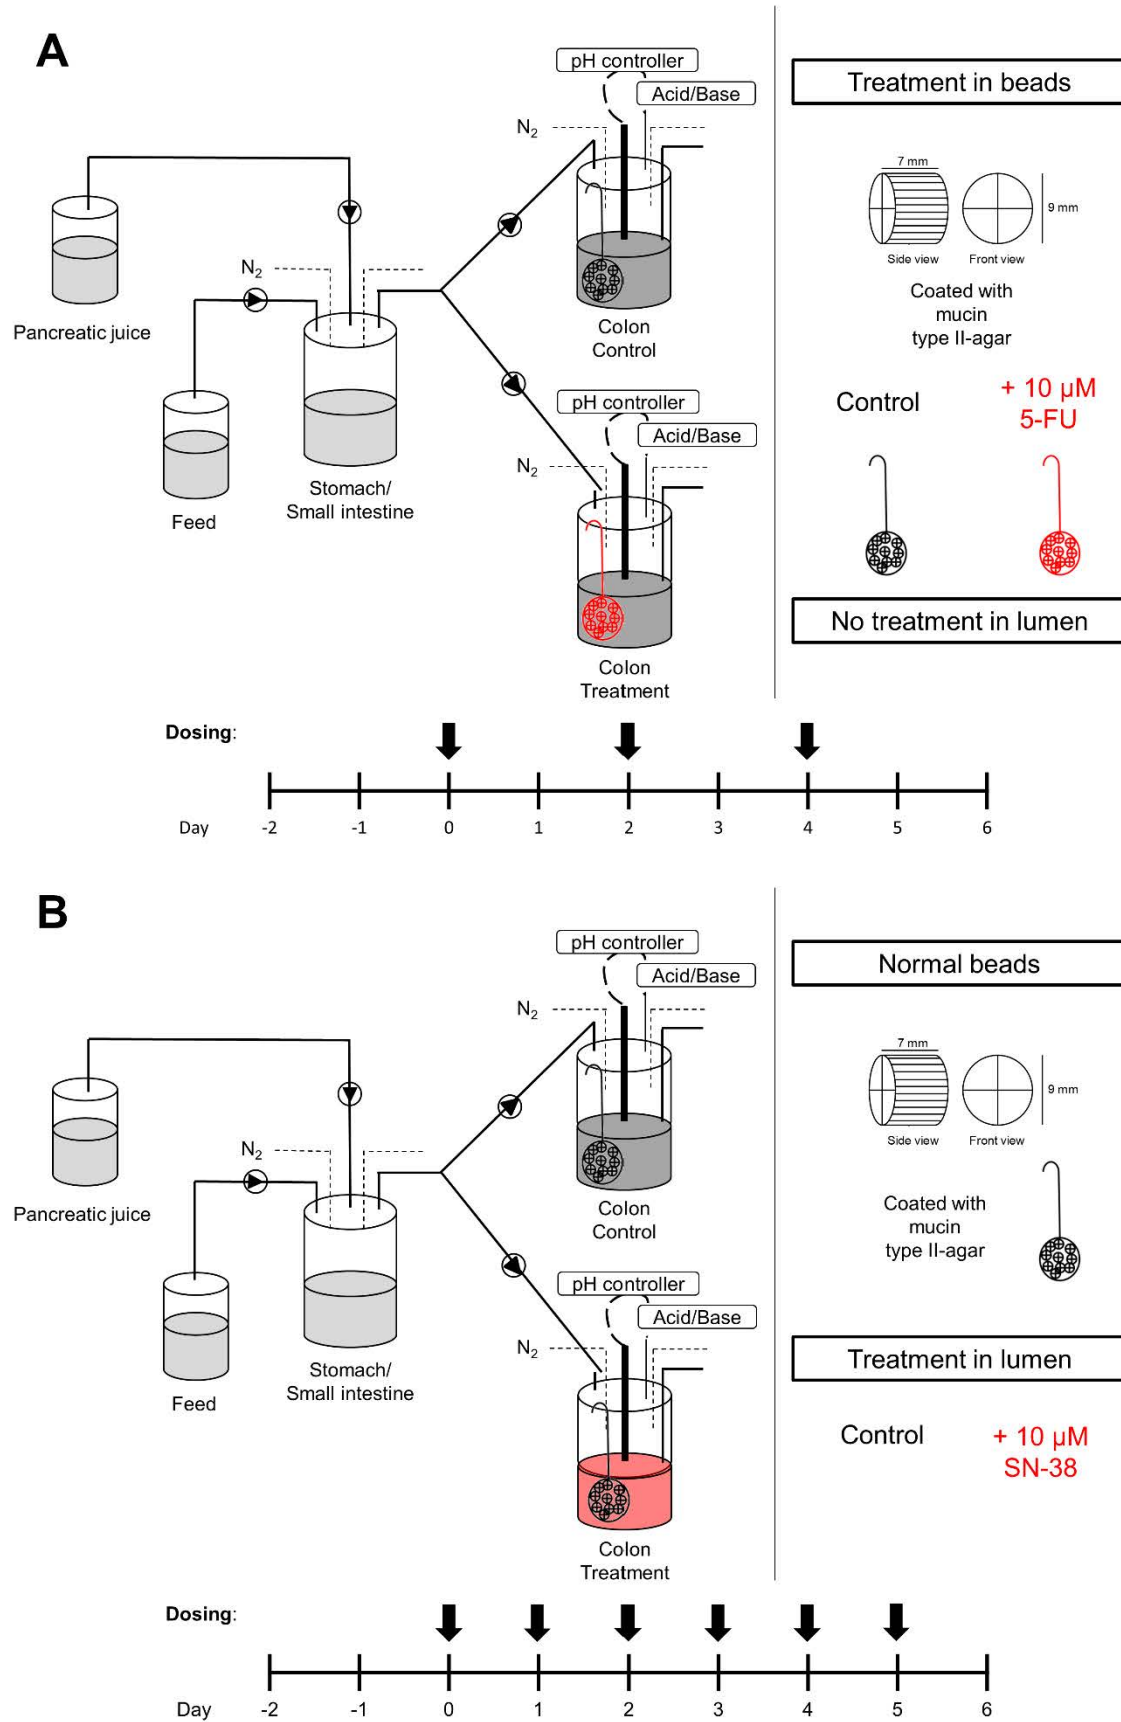 A
pH controller
Acid/Base
N2
N2
Pancreatic juice
Feed
Stomach/
Small intestine
Colon
Control
pH controller
Acid/Base
N2
Colon
Treatment
Treatment in beads
7 mm
9 mm
Side view
Front view
Coated with
mucin
type II-agar
Control
+ 10 µM
5-FU
No treatment in lumen
Dosing:
Day -2 -1 0 1 2 3 4 5 6
B
pH controller
Acid/Base
N2
N2
Pancreatic juice
Feed
Stomach/
Small intestine
Colon
Control
pH controller
Acid/Base
N2
Colon
Treatment
Normal beads
7 mm
9 mm
Side view
Front view
Coated with
mucin
type II-agar
Treatment in lumen
Control
+ 10 µM
SN-38
Dosing:
Day -2 -1 0 1 2 3 4 5 6